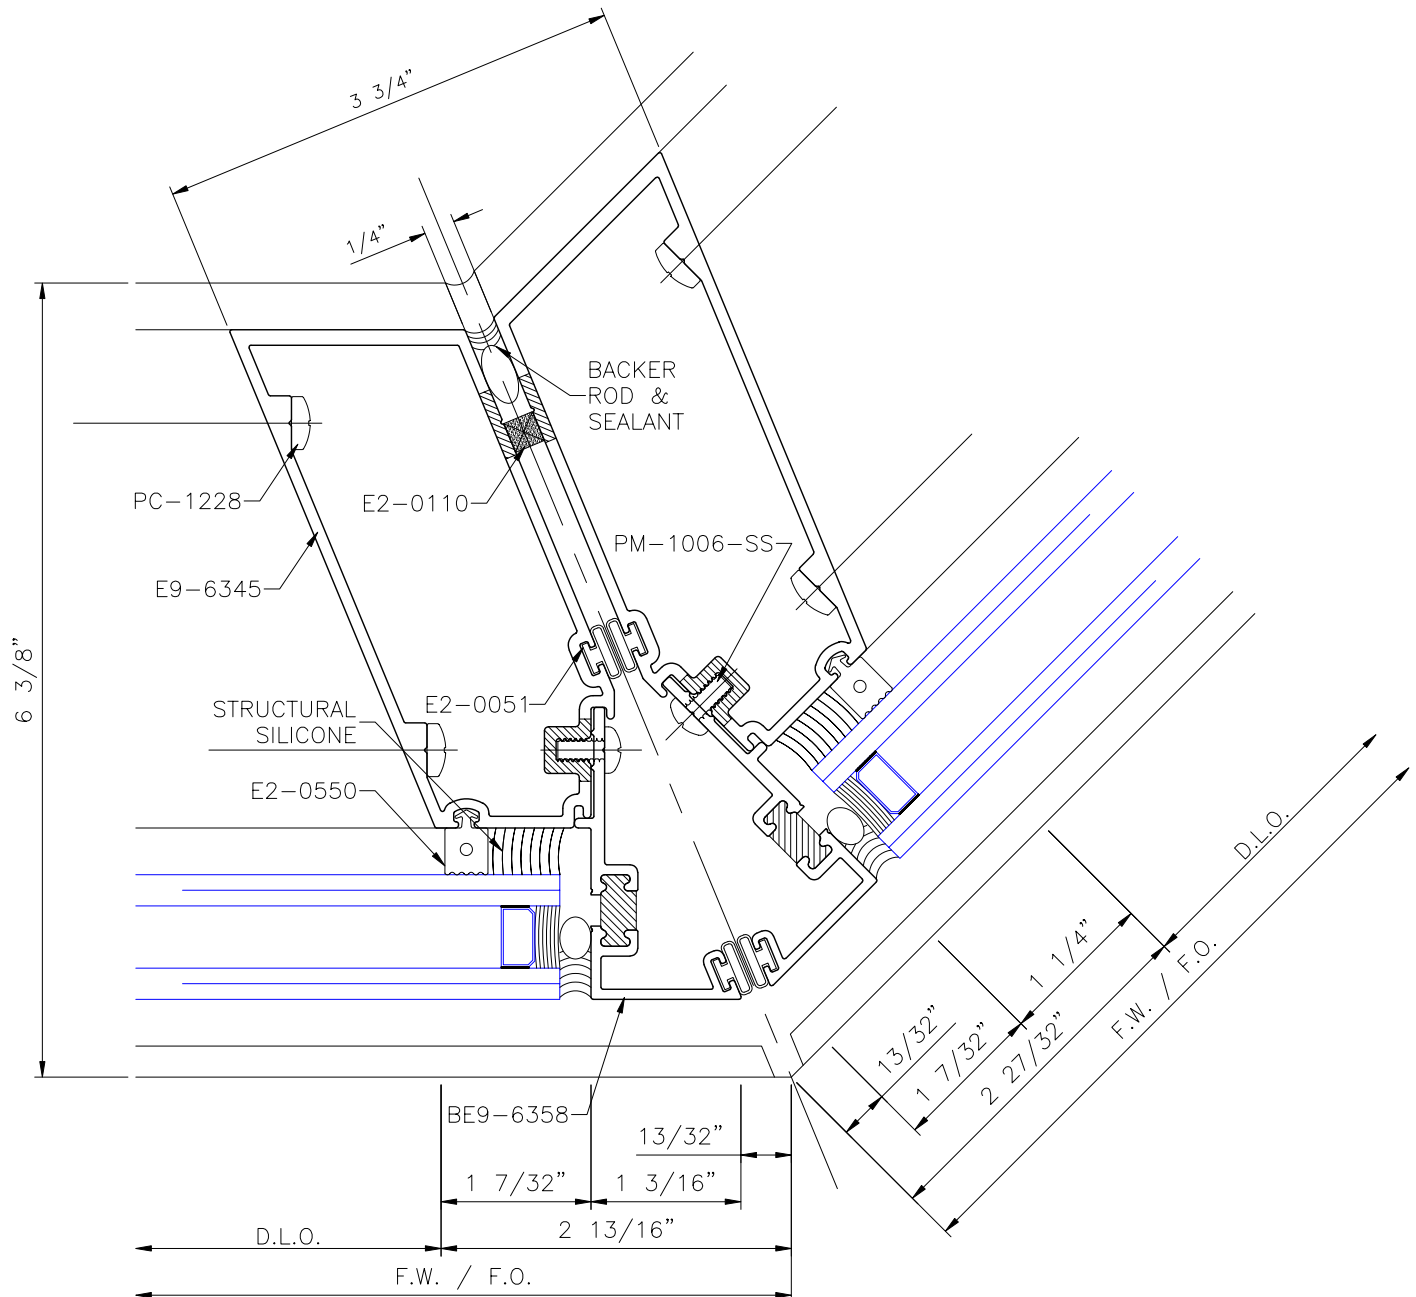 3 3/4”
1/4”
BACKER
ROD &
SEALANT
PC-1228
E2-0110
PM-1006-SS
E9-6345
6 3/8”
E2-0051
STRUCTURAL
SILICONE
E2-0550
D.L.O.
1 1/4”
F.W. / F.O.
13/32”
1 7/32”
2 27/32”
BE9-6358
13/32”
1 7/32”
1 3/16”
D.L.O.
2 13/16”
F.W. / F.O.